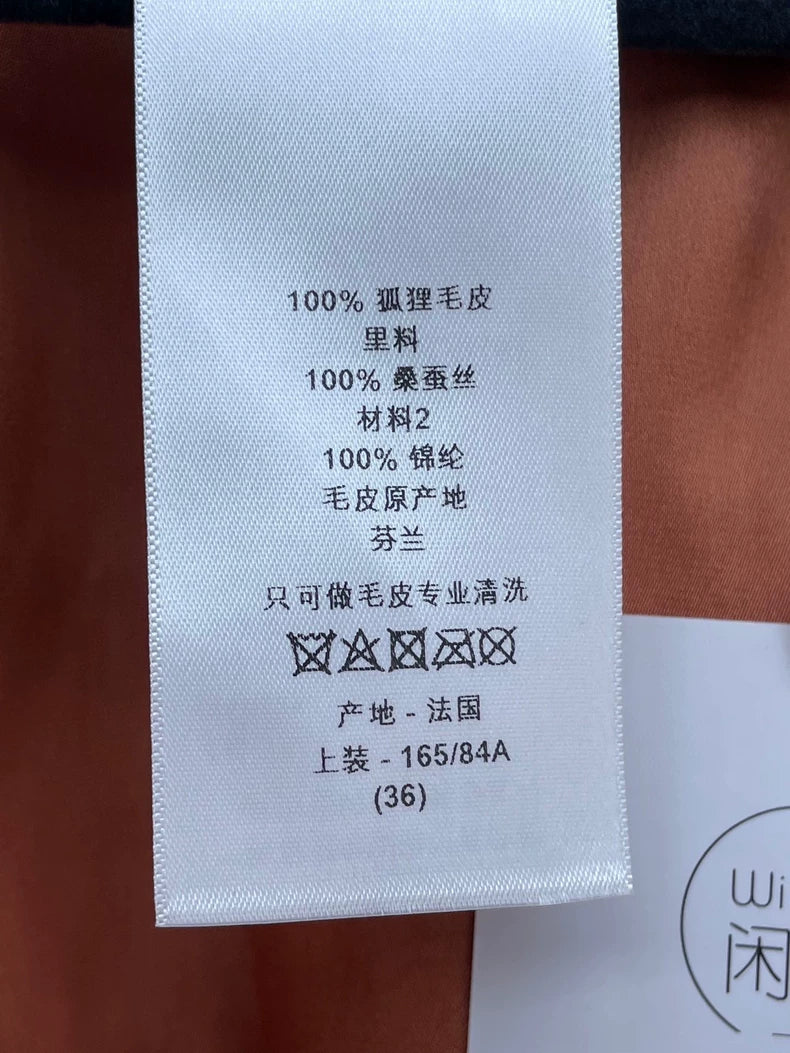 100% 狐狸毛皮
里料
100% 桑蚕丝
材料2
100% 锦纶
毛皮原产地
芬兰
只可做毛皮专业清洗
产地 - 法国
上装 - 165/84A
(36)
Wi
闲